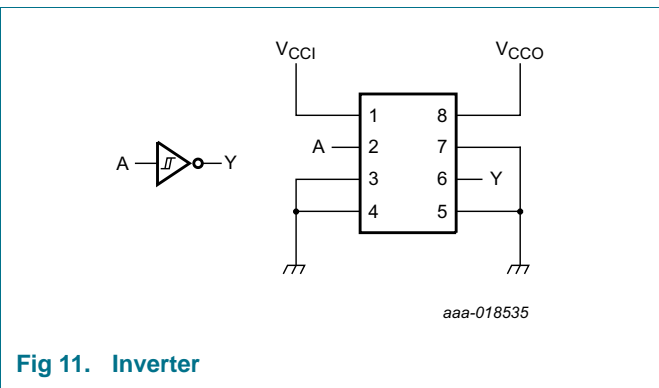 VCCI VCCO
1 8
A 2 7
A Y
3 6 Y
4 5
aaa-018535
Fig 11. Inverter